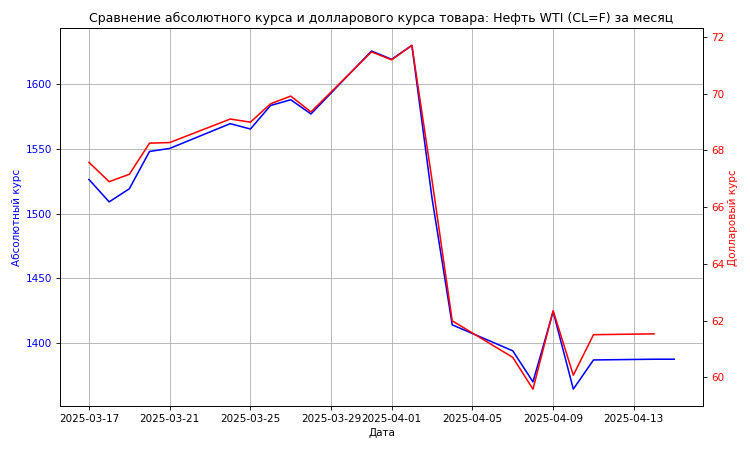 Сравнение абсолютного курса и долларового курса товара: Нефть WTI (CL=F) за месяц
Абсолютный курс
1600
1550
1500
1450
1400
72
70
68
66
64
62
60
Долларовый курс
2025-03-17 2025-03-21 2025-03-25 2025-03-29 2025-04-01 2025-04-05 2025-04-09 2025-04-13
Дата